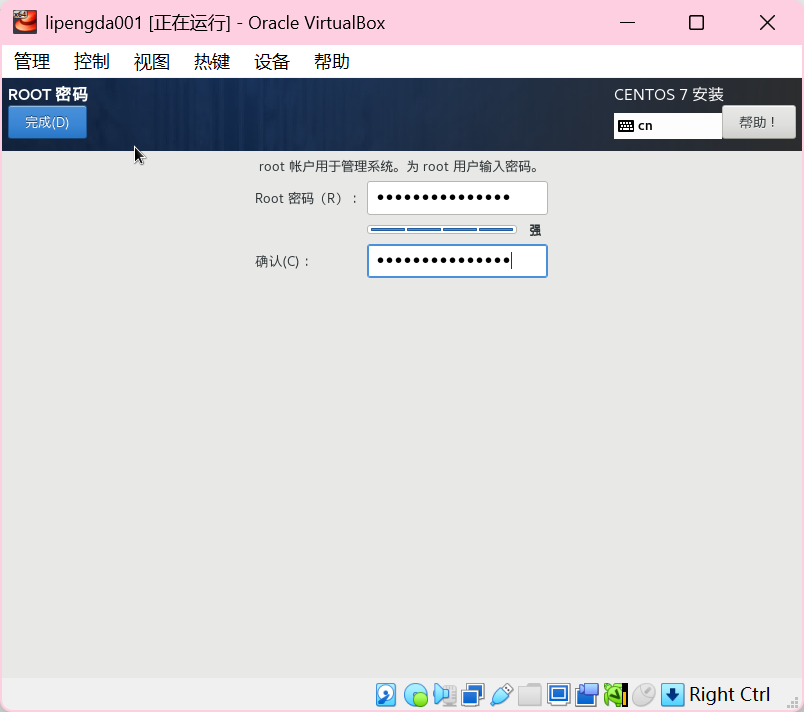 lipengda001 [正在运行] - Oracle VirtualBox
管理 控制 视图 热键 设备 帮助
ROOT 密码
CENTOS 7 安装
完成(D)
cn
帮助！
root 帐户用于管理系统。为 root 用户输入密码。
Root 密码（R）：
•••••••••••••••
强
确认(C)：
•••••••••••••••
Right Ctrl